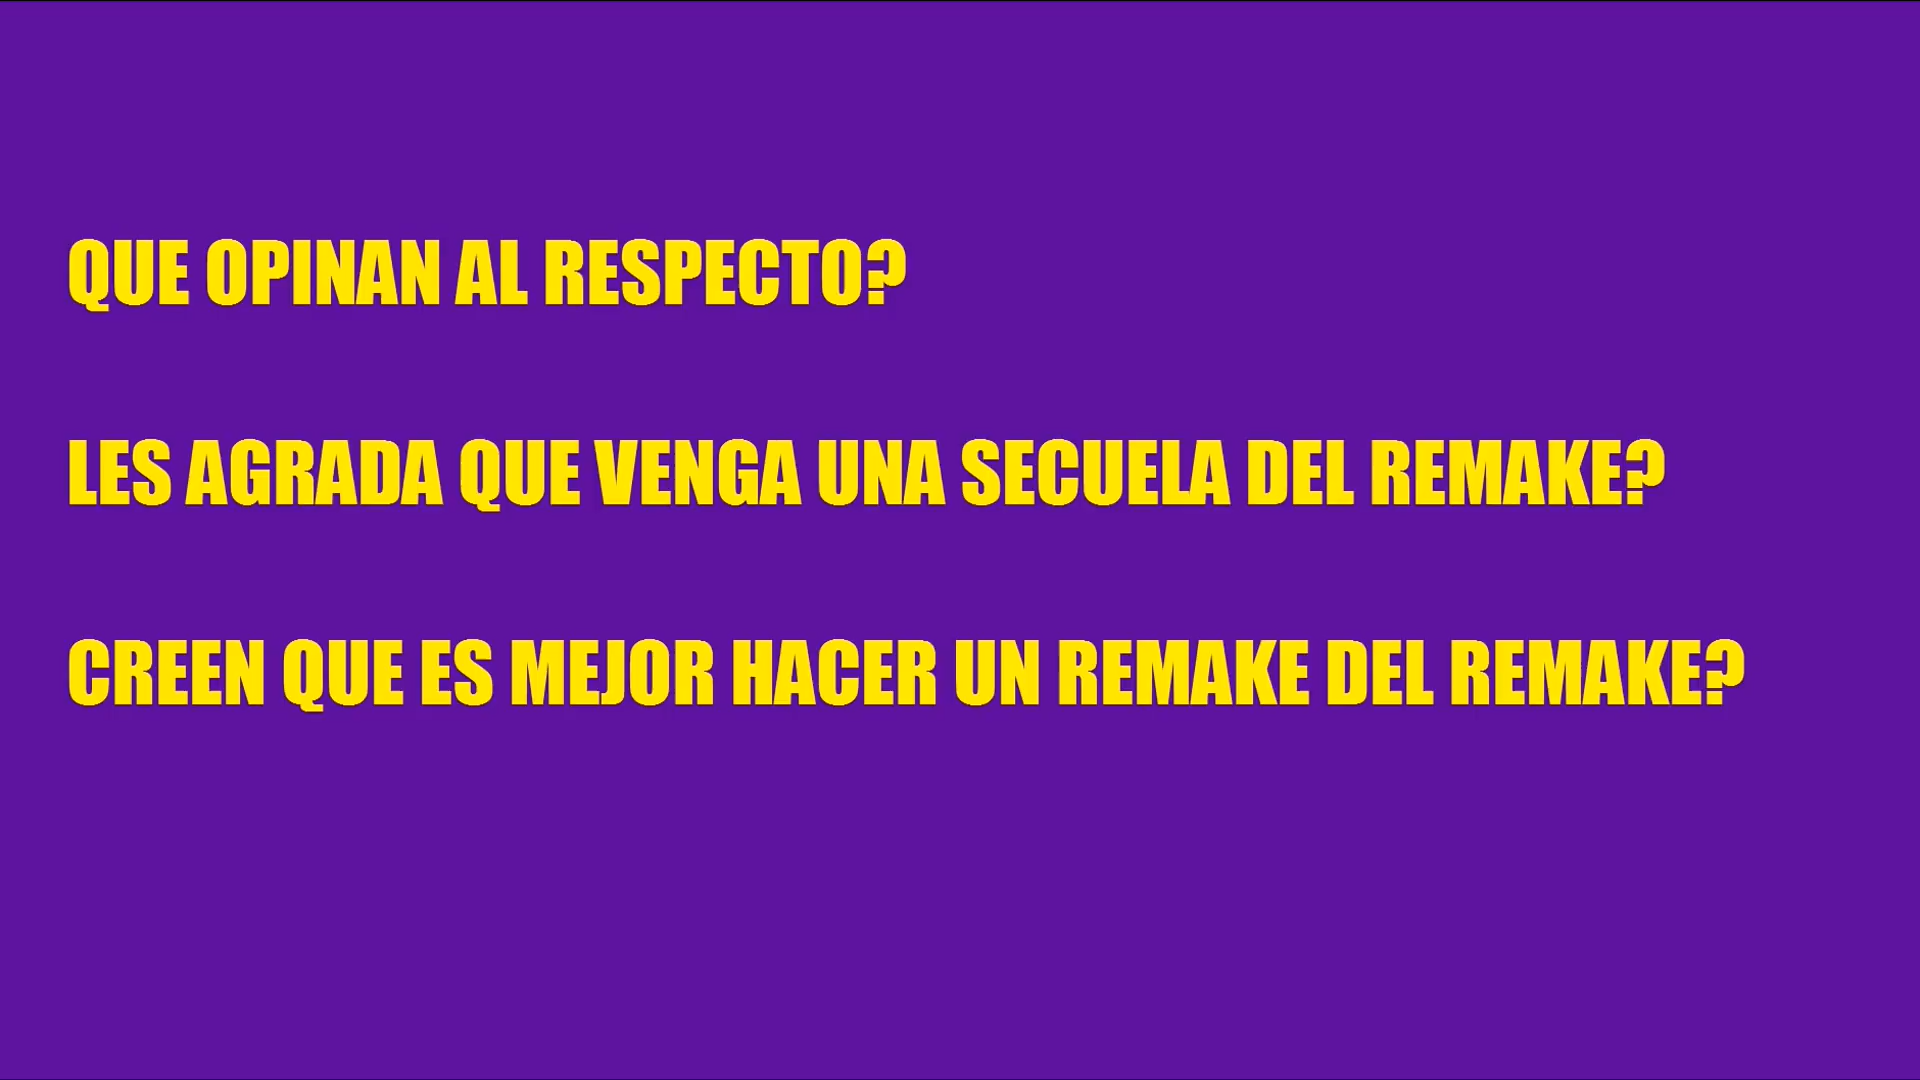 QUE OPINAN AL RESPECTO?
LES AGRADA QUE VENGA UNA SECUELA DEL REMAKE?
CREEN QUE ES MEJOR HACER UN REMAKE DEL REMAKE?